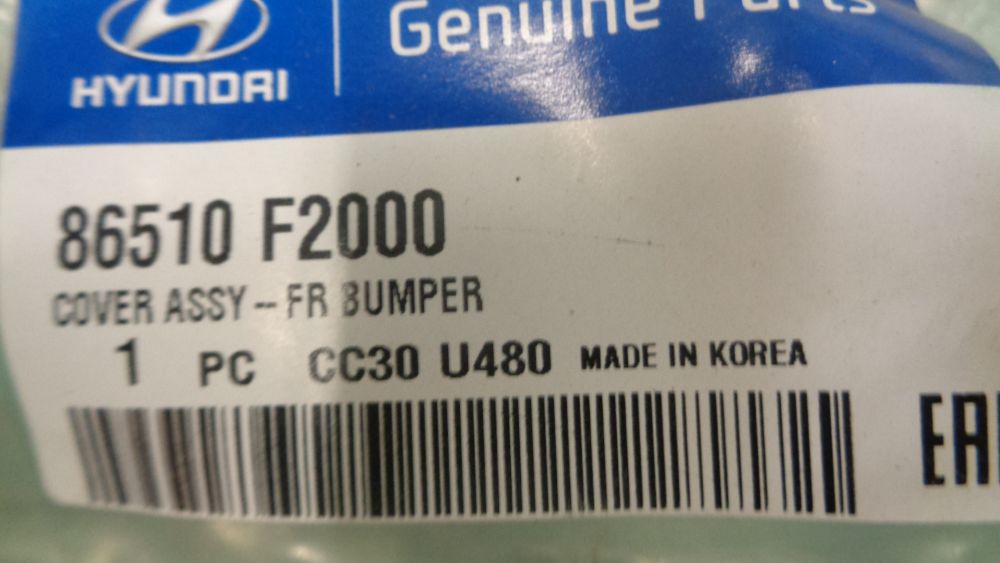 HYUNDAI
Genuine Parts
86510 F2000
COVER ASSY--FR BUMPER
1 PC CC30 U480 MADE IN KOREA